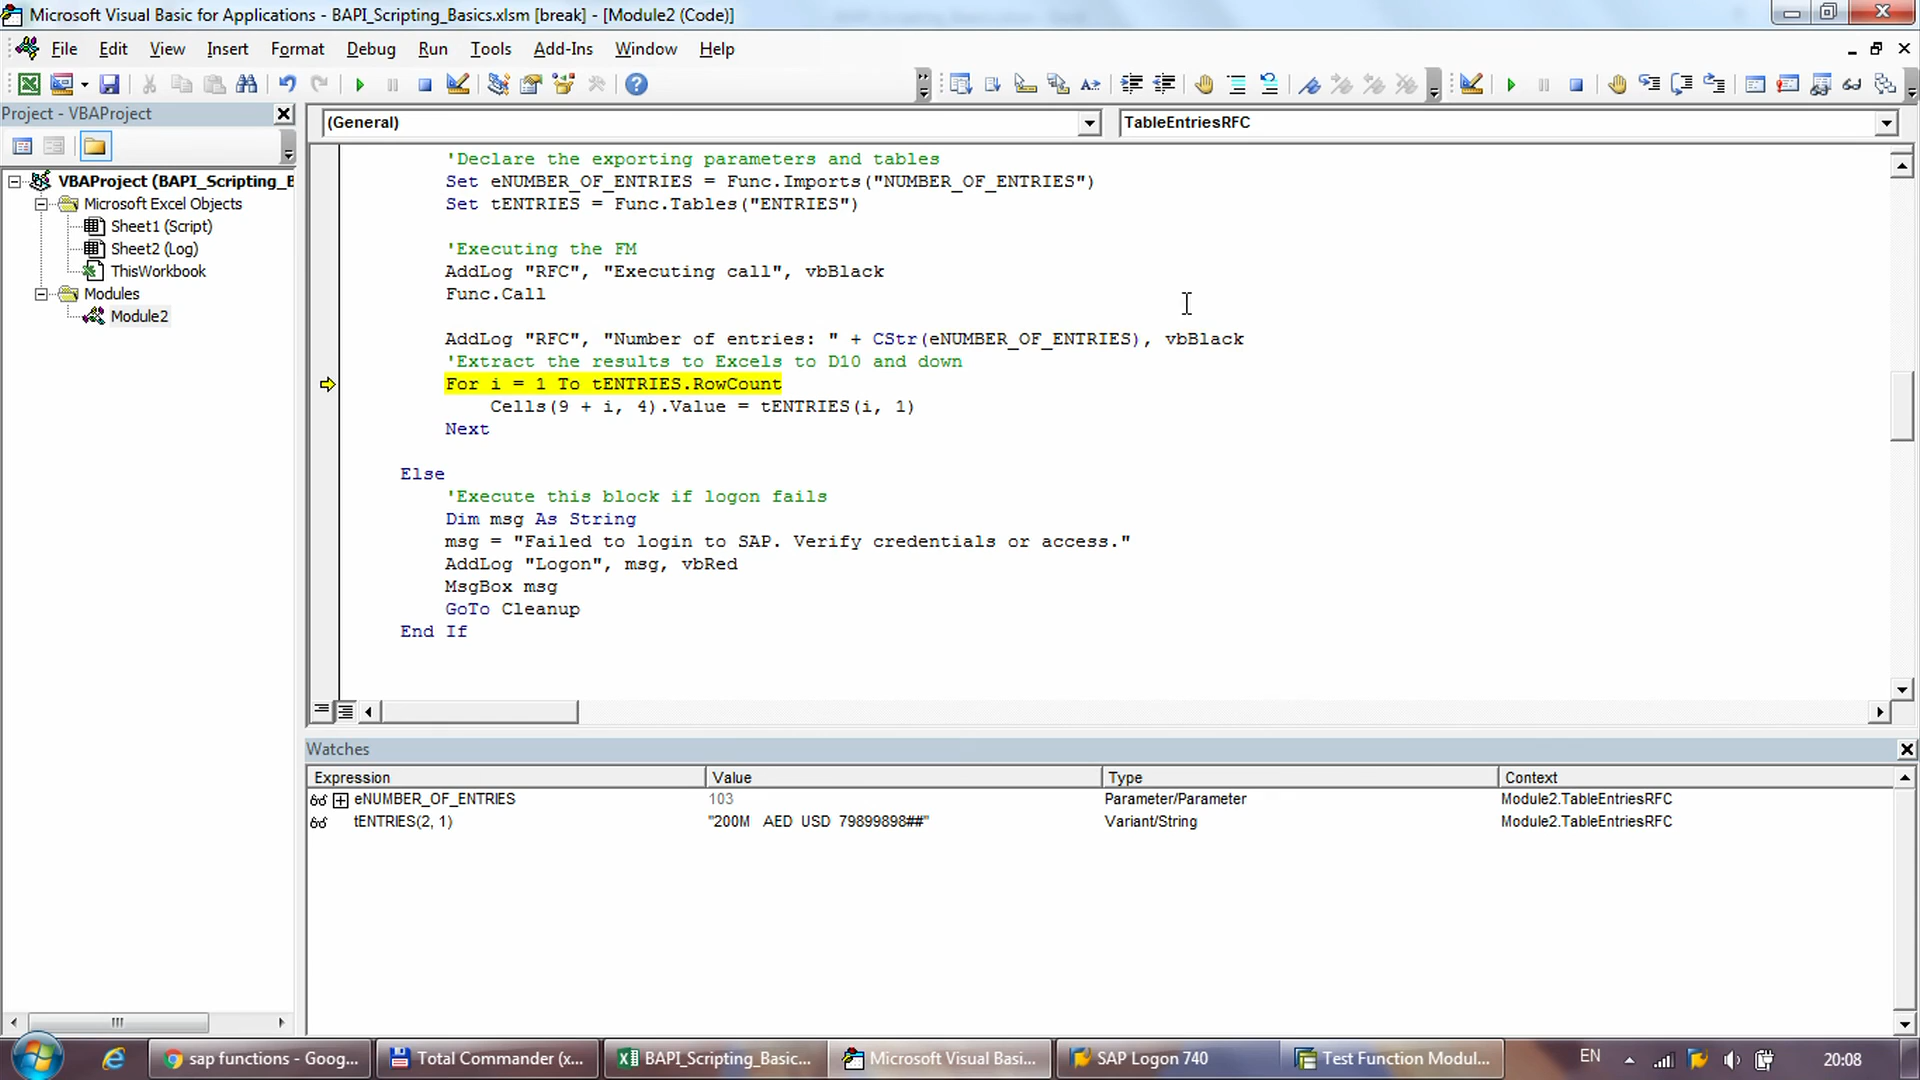 Microsoft Visual Basic for Applications - BAPI_Scripting_Basics.xlsm [break] - [Module2 (Code)]
File Edit View Insert Format Debug Run Tools Add-Ins Window Help
Project - VBAProject
(General)
TableEntriesRFC
VBAProject (BAPI_Scripting_B
Microsoft Excel Objects
Sheet1 (Script)
Sheet2 (Log)
ThisWorkbook
Modules
Module2
'Declare the exporting parameters and tables
Set eNUMBER_OF_ENTRIES = Func.Imports("NUMBER_OF_ENTRIES")
Set tENTRIES = Func.Tables("ENTRIES")
'Executing the FM
AddLog "RFC", "Executing call", vbBlack
Func.Call
AddLog "RFC", "Number of entries: " + CStr(eNUMBER_OF_ENTRIES), vbBlack
'Extract the results to Excels to D10 and down
For i = 1 To tENTRIES.RowCount
Cells(9 + i, 4).Value = tENTRIES(i, 1)
Next
Else
'Execute this block if logon fails
Dim msg As String
msg = "Failed to login to SAP. Verify credentials or access."
AddLog "Logon", msg, vbRed
MsgBox msg
GoTo Cleanup
End If
Watches
Expression Value Type Context
eNUMBER_OF_ENTRIES 103 Parameter/Parameter Module2.TableEntriesRFC
tENTRIES(2, 1) "200M AED USD 79899898##" Variant/String Module2.TableEntriesRFC
sap functions - Goog...
Total Commander (x...
BAPI_Scripting_Basic...
Microsoft Visual Basi...
SAP Logon 740
Test Function Modul...
EN
20:08